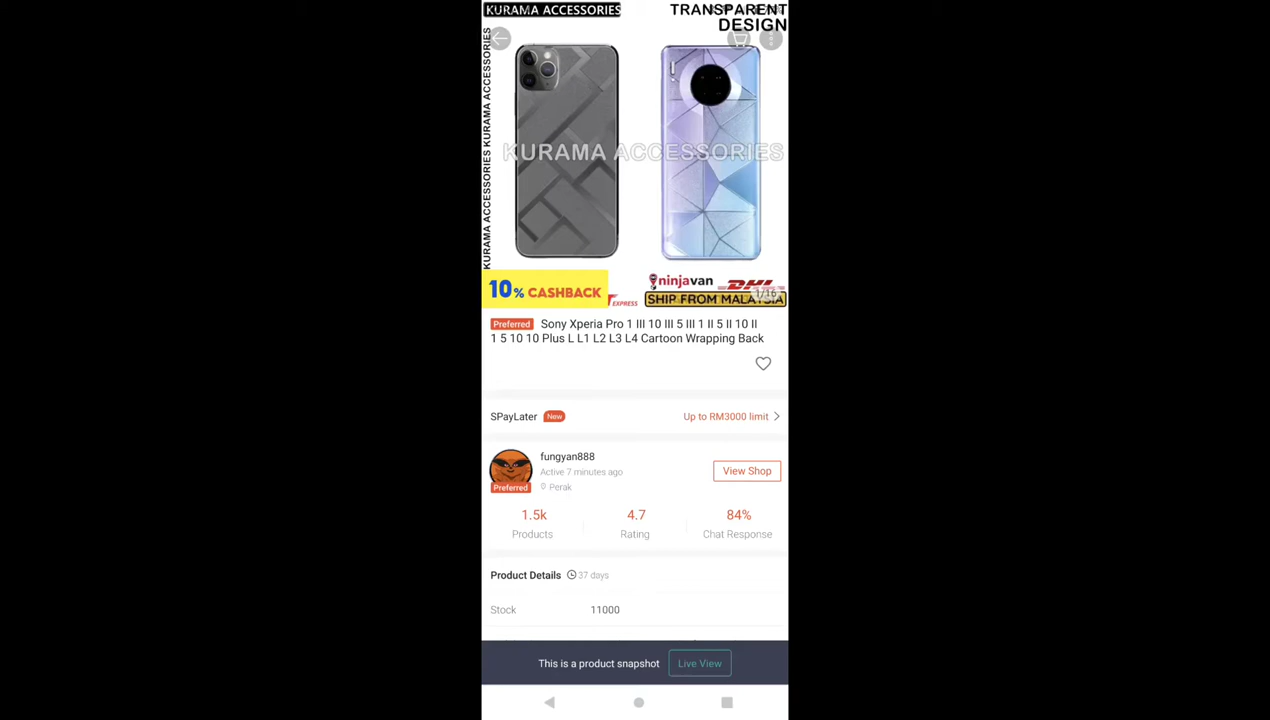 KURAMA ACCESSORIES
TRANSPARENT
DESIGN
KURAMA ACCESSORIES KURAMA ACCESSORIES
KURAMA ACCESSORIES
10% CASHBACK
EXPRESS
ninjavan
DHL
SHIP FROM MALAYSIA
1/16
Preferred Sony Xperia Pro 1 III 10 III 5 III 1 II 5 II 10 II
1 5 10 10 Plus L L1 L2 L3 L4 Cartoon Wrapping Back
SPayLater New Up to RM3000 limit
fungyan888
Active 7 minutes ago
View Shop
Perak
Preferred
1.5k 4.7 84%
Products Rating Chat Response
Product Details 37 days
Stock 11000
This is a product snapshot Live View